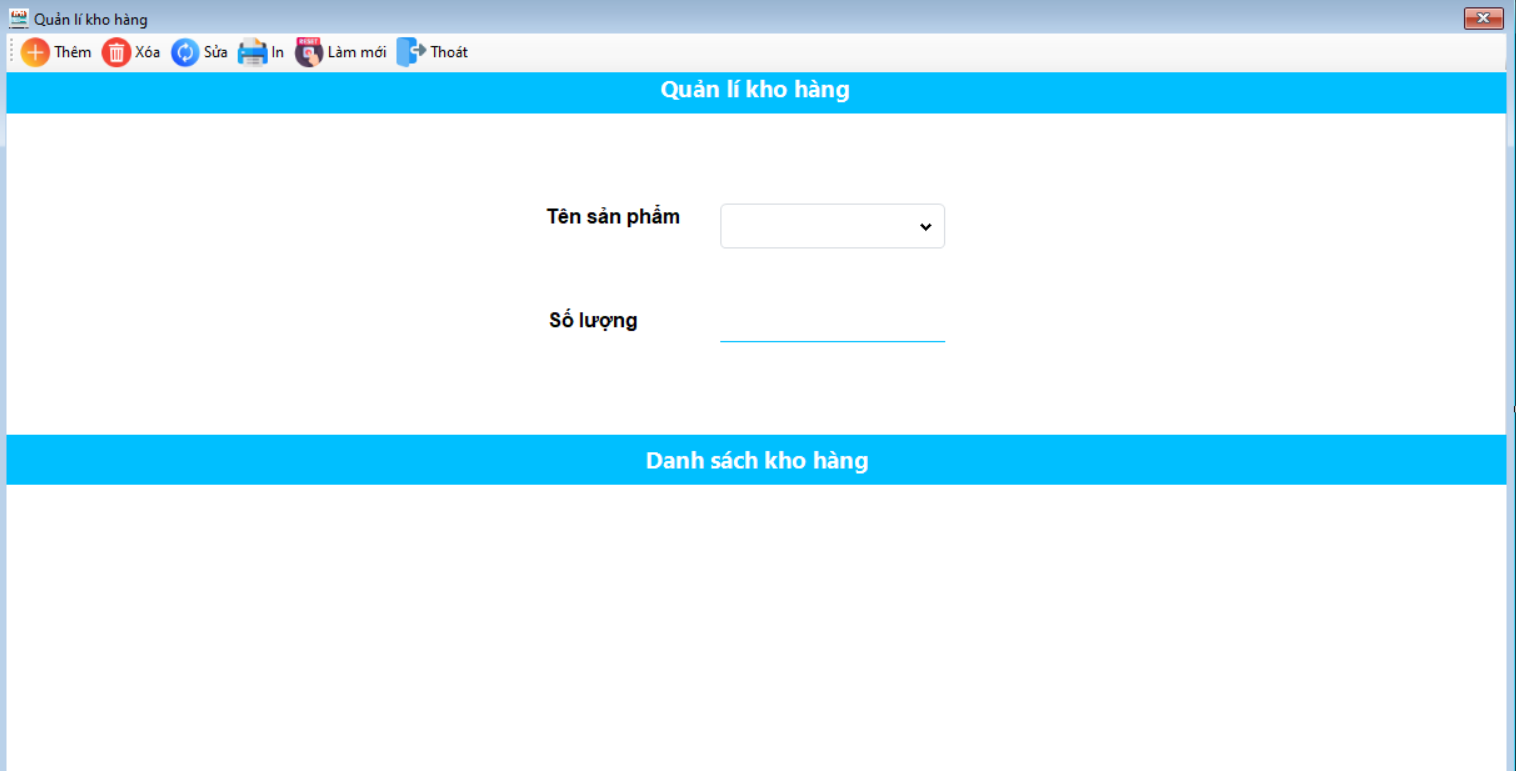 Quản lí kho hàng
Thêm Xóa Sửa In RESET Làm mới Thoát
Quản lí kho hàng
Tên sản phẩm
Số lượng
Danh sách kho hàng